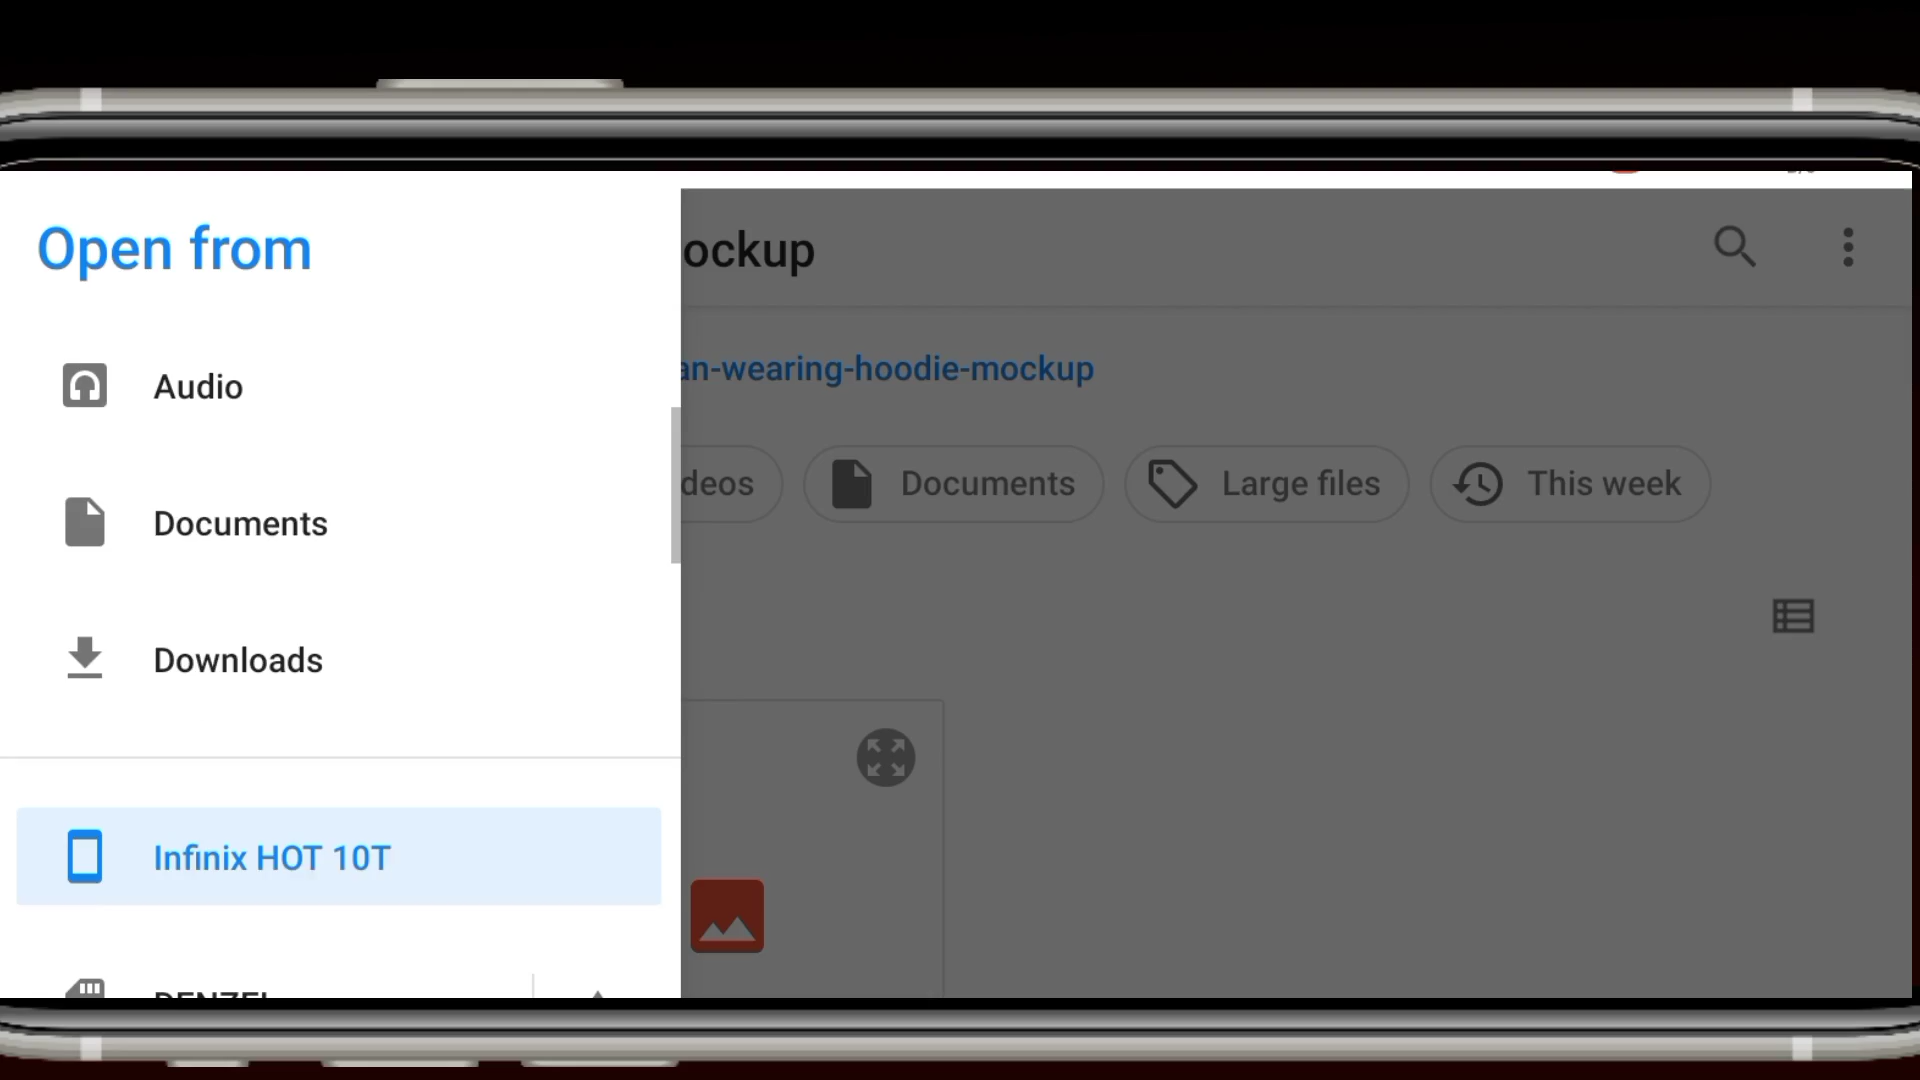 Open from
ockup
Audio
an-wearing-hoodie-mockup
deos
Documents
Large files
This week
Documents
Downloads
Infinix HOT 10T
DENZEL